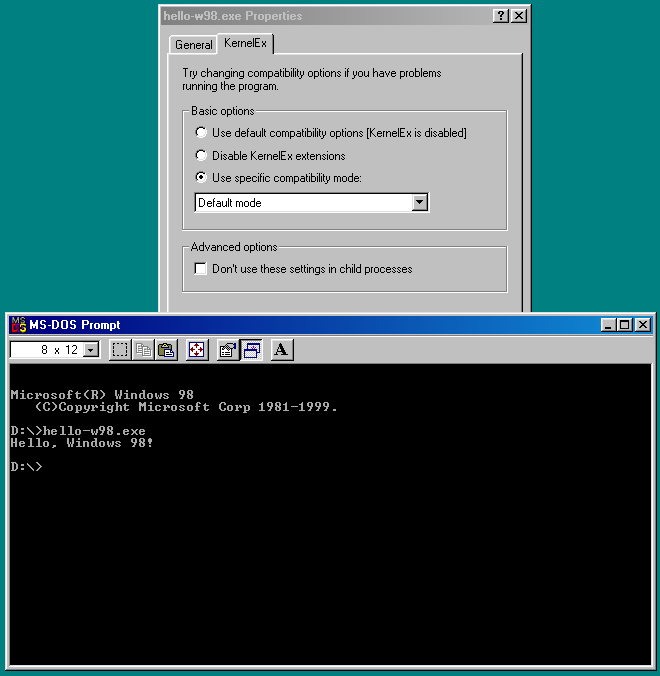 hello-w98.exe Properties
General
KernelEx
Try changing compatibility options if you have problems
running the program.
Basic options
Use default compatibility options [KernelEx is disabled]
Disable KernelEx extensions
Use specific compatibility mode:
Default mode
Advanced options
Don't use these settings in child processes
MS-DOS Prompt
8 x 12
A
Microsoft(R) Windows 98
(C)Copyright Microsoft Corp 1981-1999.
D:\>hello-w98.exe
Hello, Windows 98!
D:\>